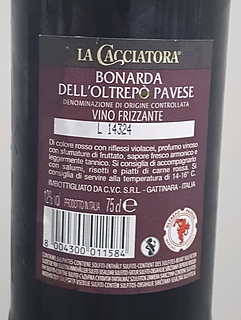 LA CACCIATORA®
BONARDA
DELL'OLTREPÒ PAVESE
DENOMINAZIONE DI ORIGINE CONTROLLATA
VINO FRIZZANTE
L 14324
Di colore rosso con riflessi violacei, profumo vinoso
con sfumature di fruttato, sapore fresco armonico e
leggermente tannico. Si consiglia di accompagnarlo
con salumi, risotti e piatti di carne rossa. Si
consiglia di servire alla temperatura di 14-16° C.
IMBOTTIGLIATO DA C.V.C. S.R.L. - GATTINARA - ITALIA
12% vol PRODOTTO IN ITALIA 75 cl e
8 004300 011584